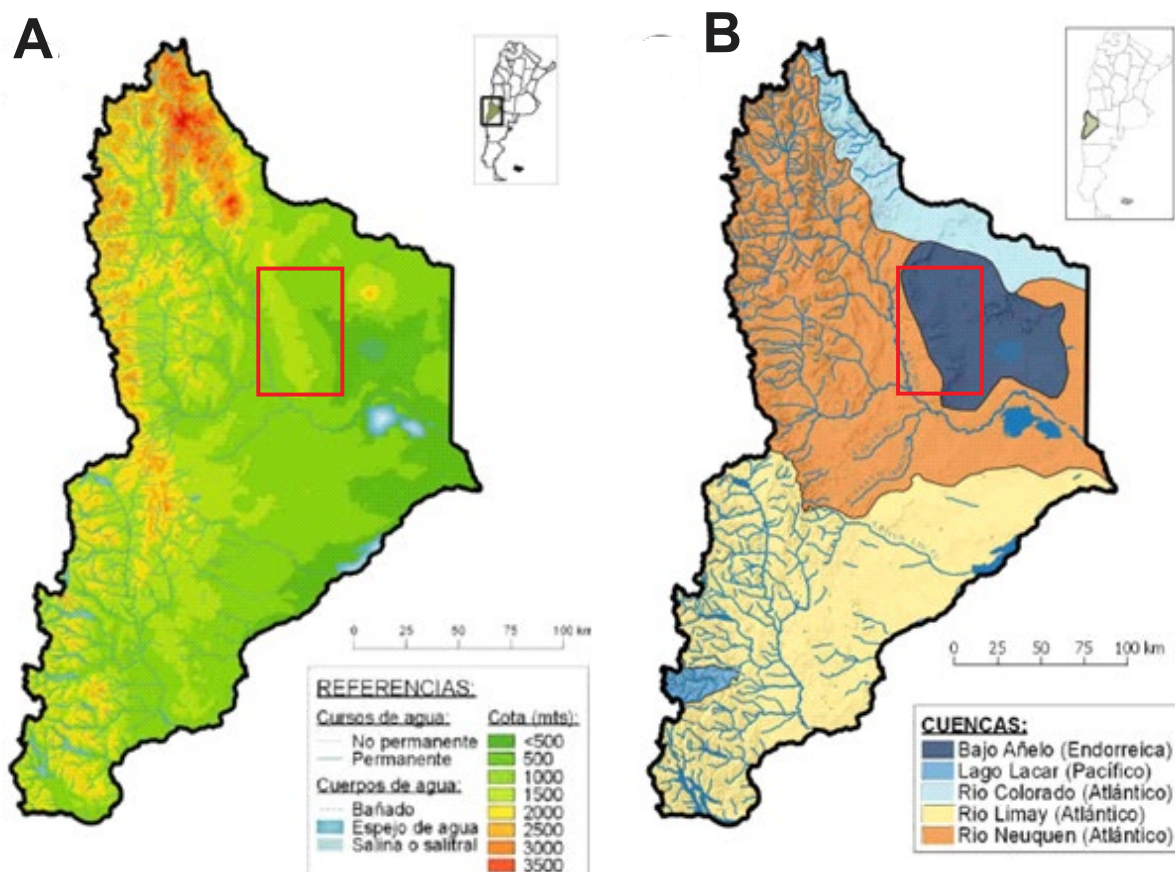 A
B
0 25 50 75 100 km
REFERENCIAS:
Cursos de agua:
No permanente
Permanente
Cuerpos de agua:
Bañado
Espejo de agua
Salina o salitral
Cota (mts):
<500
500
1000
1500
2000
2500
3000
3500
0 25 50 75 100 km
CUENCAS:
Bajo Añelo (Endorreica)
Lago Lacar (Pacífico)
Rio Colorado (Atlántico)
Rio Limay (Atlántico)
Rio Neuquen (Atlántico)